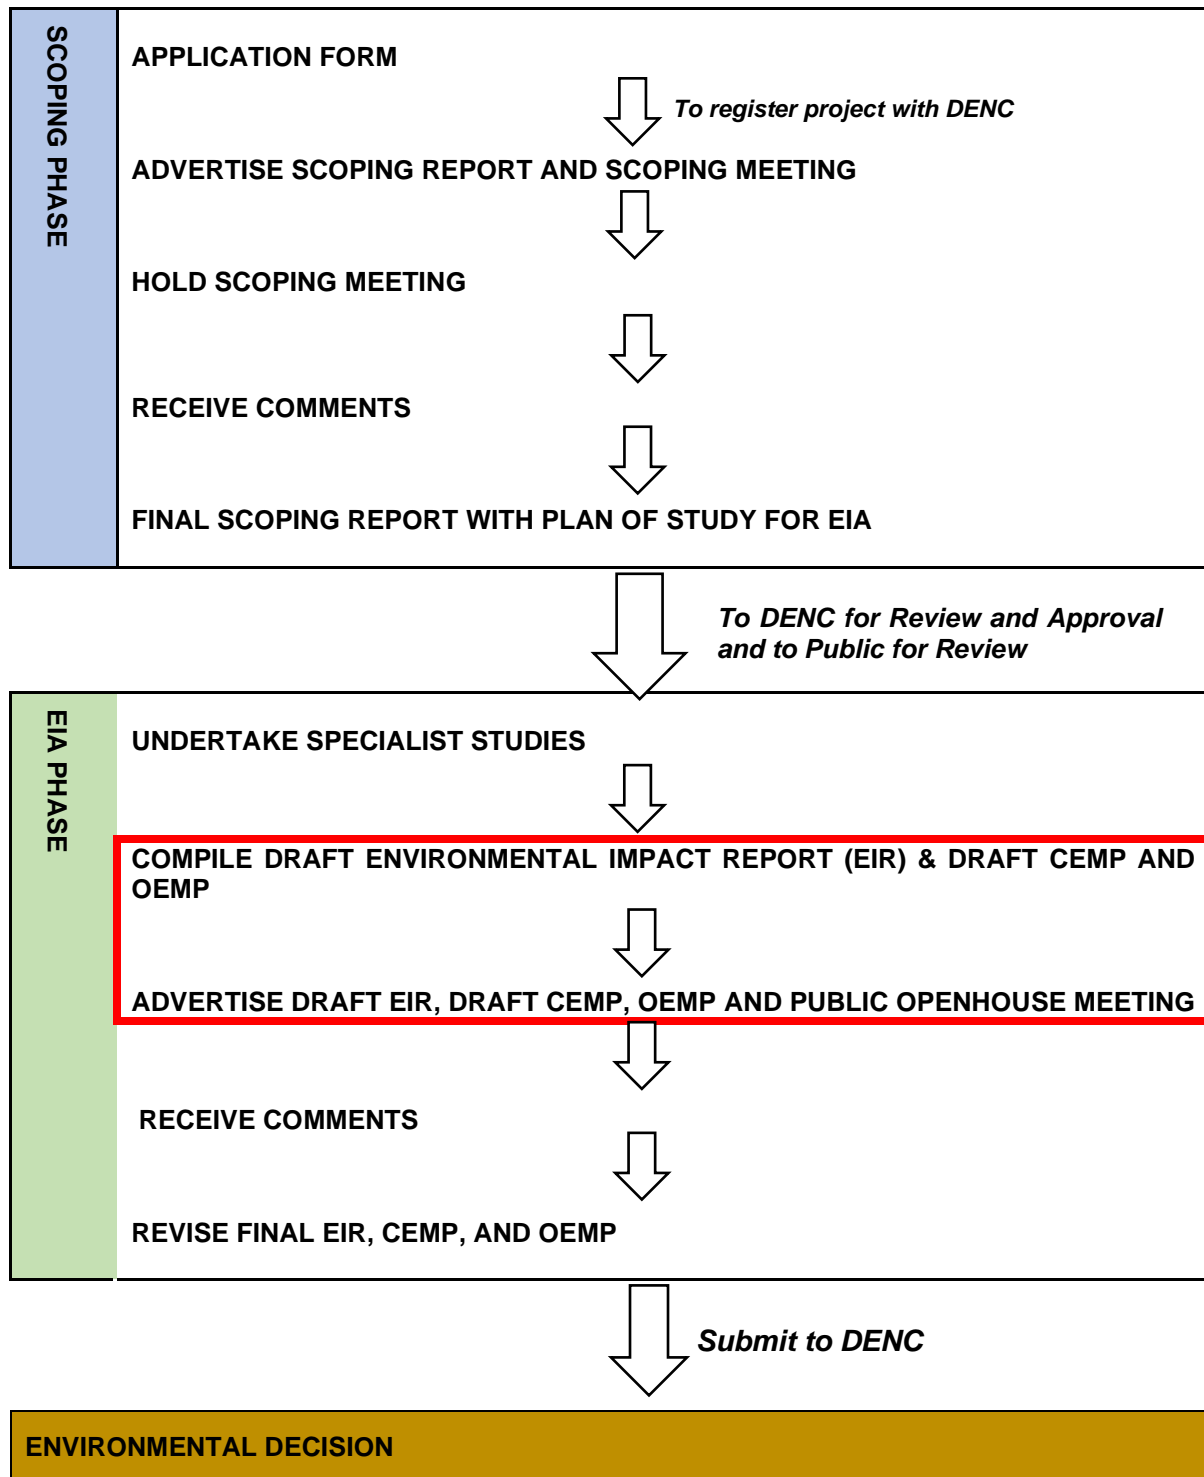 SCOPING PHASE
APPLICATION FORM
To register project with DENC
ADVERTISE SCOPING REPORT AND SCOPING MEETING
HOLD SCOPING MEETING
RECEIVE COMMENTS
FINAL SCOPING REPORT WITH PLAN OF STUDY FOR EIA
To DENC for Review and Approval
and to Public for Review
EIA PHASE
UNDERTAKE SPECIALIST STUDIES
COMPILE DRAFT ENVIRONMENTAL IMPACT REPORT (EIR) & DRAFT CEMP AND
OEMP
ADVERTISE DRAFT EIR, DRAFT CEMP, OEMP AND PUBLIC OPENHOUSE MEETING
RECEIVE COMMENTS
REVISE FINAL EIR, CEMP, AND OEMP
Submit to DENC
ENVIRONMENTAL DECISION